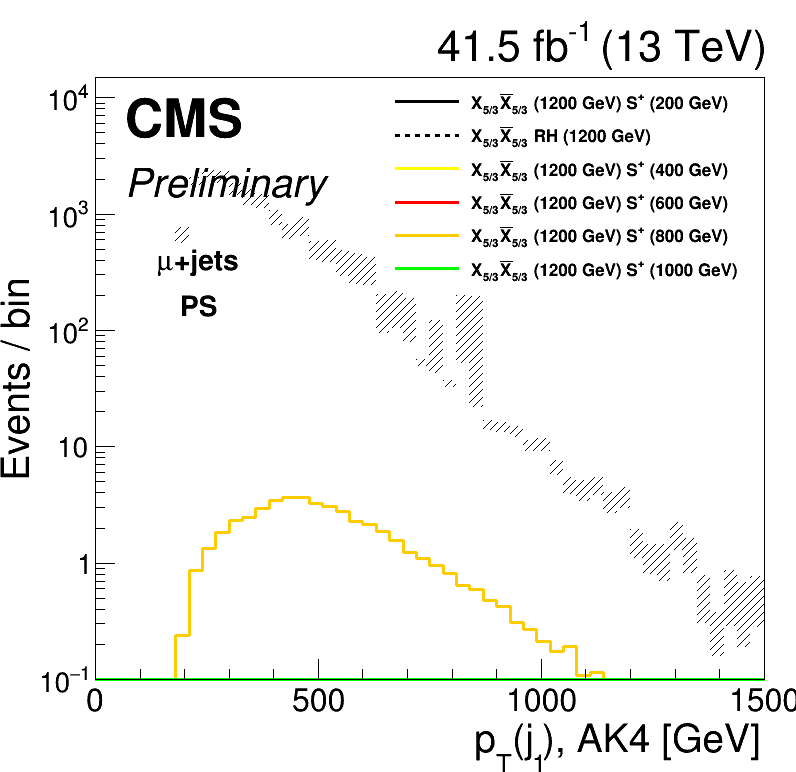 41.5 fb⁻¹ (13 TeV)
CMS
Preliminary
μ+jets
PS
X₅/₃X̅₅/₃ (1200 GeV) S⁺ (200 GeV)
X₅/₃X̅₅/₃ RH (1200 GeV)
X₅/₃X̅₅/₃ (1200 GeV) S⁺ (400 GeV)
X₅/₃X̅₅/₃ (1200 GeV) S⁺ (600 GeV)
X₅/₃X̅₅/₃ (1200 GeV) S⁺ (800 GeV)
X₅/₃X̅₅/₃ (1200 GeV) S⁺ (1000 GeV)
Events / bin
10⁴
10³
10²
10
1
10⁻¹
0 500 1000 1500
p_T(j₁), AK4 [GeV]